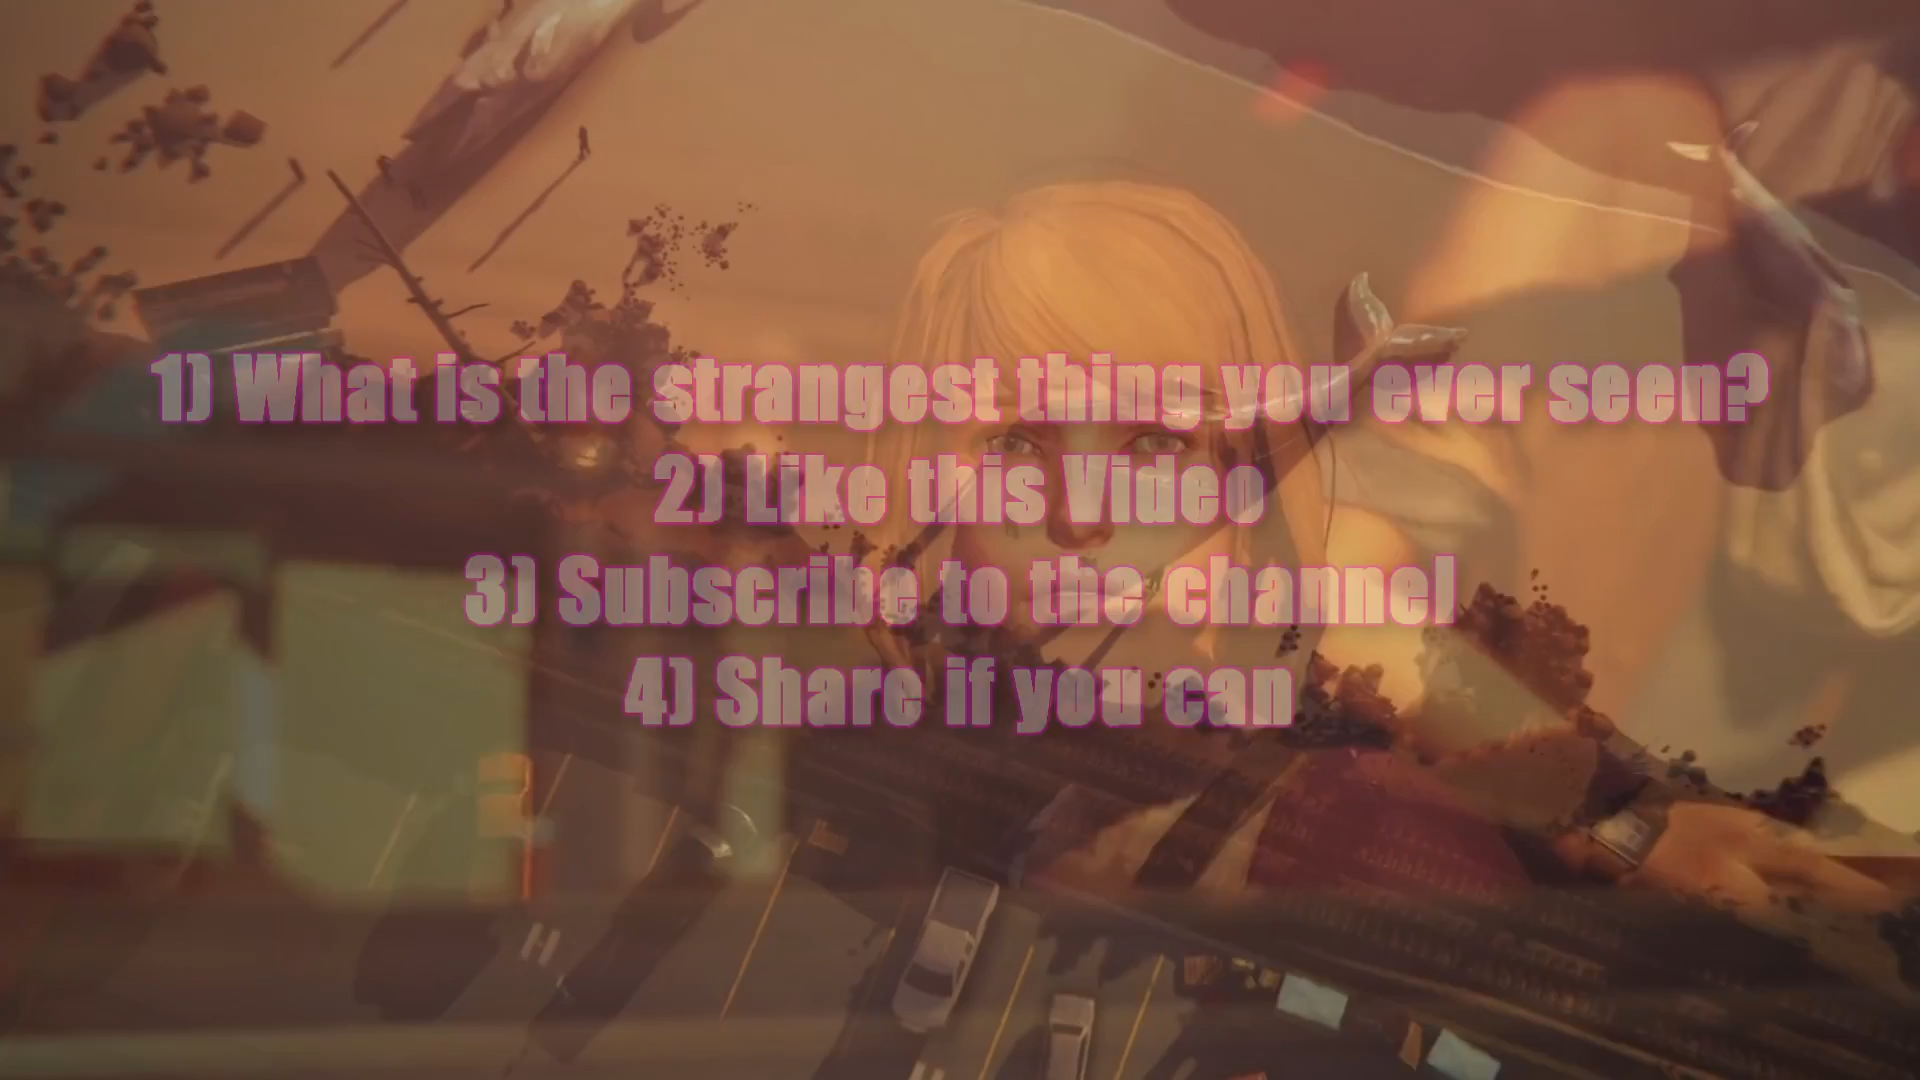 1) What is the strangest thing you ever seen?
2) Like this Video
3) Subscribe to the channel
4) Share if you can